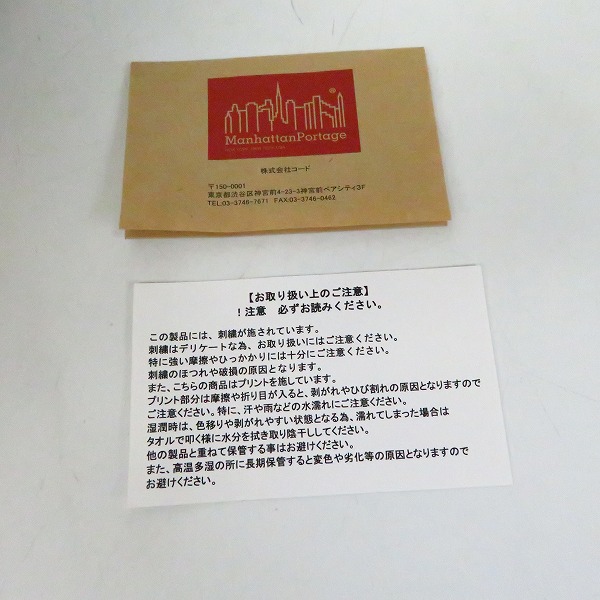 ®
ManhattanPortage
株式会社コード
〒150-0001
東京都渋谷区神宮前4-23-3神宮前ペアシティ3F
TEL:03-3746-7671 FAX:03-3746-0462
【お取り扱い上のご注意】
！注意 必ずお読みください。
この製品には、刺繍が施されています。
刺繍はデリケートな為、お取り扱いにはご注意ください。
特に強い摩擦やひっかかりには十分にご注意ください。
刺繍のほつれや破損の原因となります。
また、こちらの商品はプリントを施しています。
プリント部分は摩擦や折り目が入ると、剥がれやひび割れの原因となりますので
ご注意ください。特に、汗や雨などの水濡れにご注意ください。
湿潤時は、色移りや剥がれやすい状態となる為、濡れてしまった場合は
タオルで叩く様に水分を拭き取り陰干ししてください。
他の製品と重ねて保管する事はお避けください。
また、高温多湿の所に長期保管すると変色や劣化等の原因となりますので
お避けください。